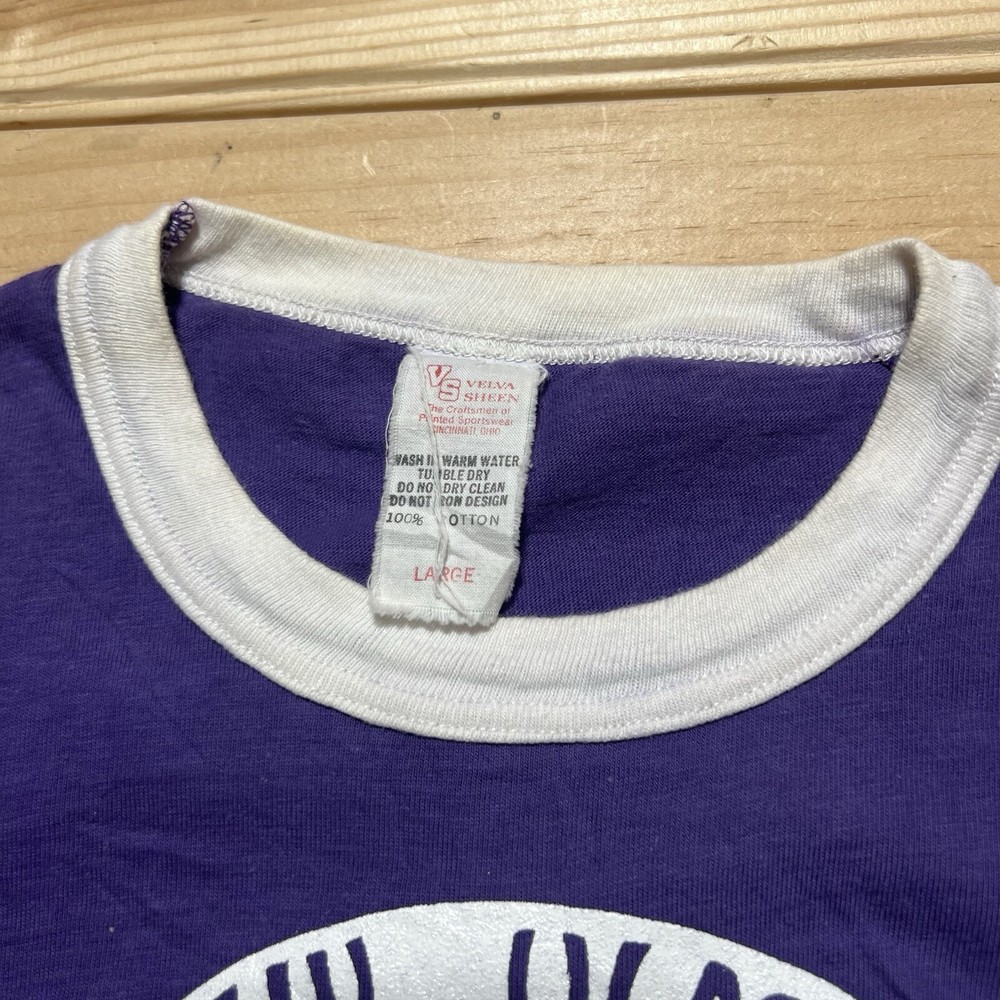 VS VELVA
SHEEN
The Craftsmen of
Printed Sportswear
CINCINNATI, OHIO
WASH IN WARM WATER
TUMBLE DRY
DO NOT DRY CLEAN
DO NOT IRON DESIGN
100% COTTON
LARGE